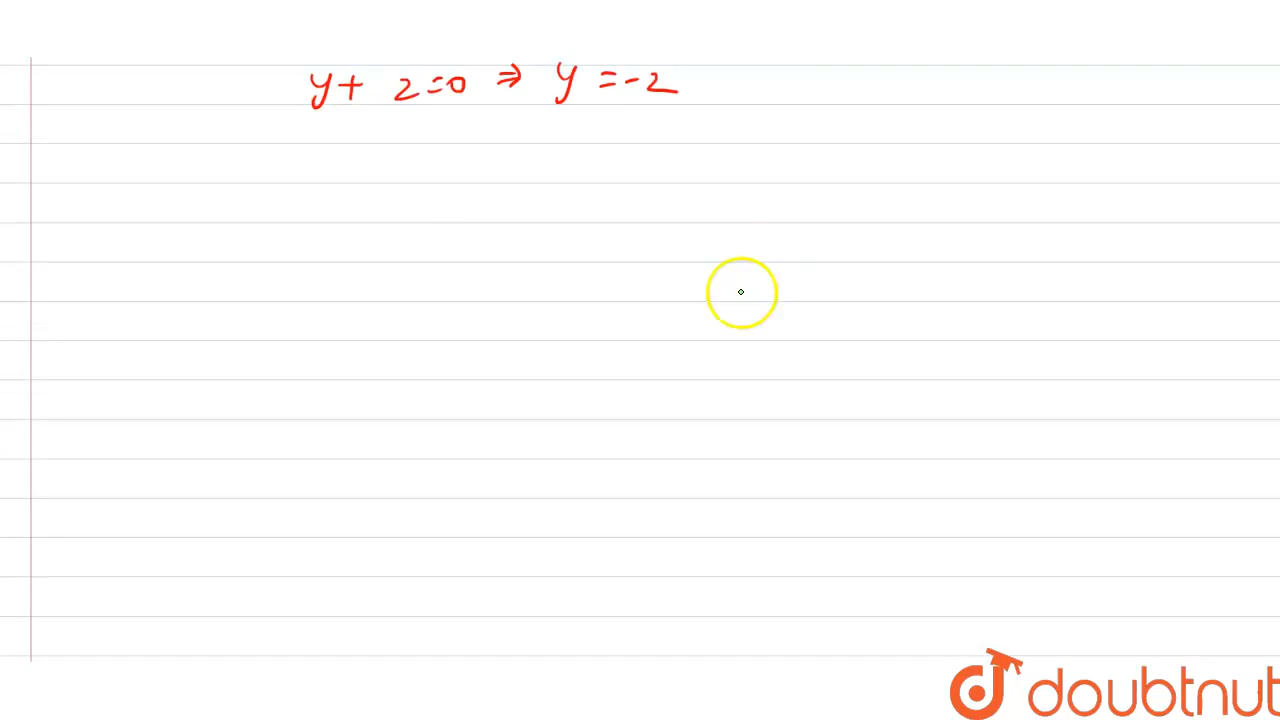 y + 2 = 0 ⇒ y = -2
doubtnut